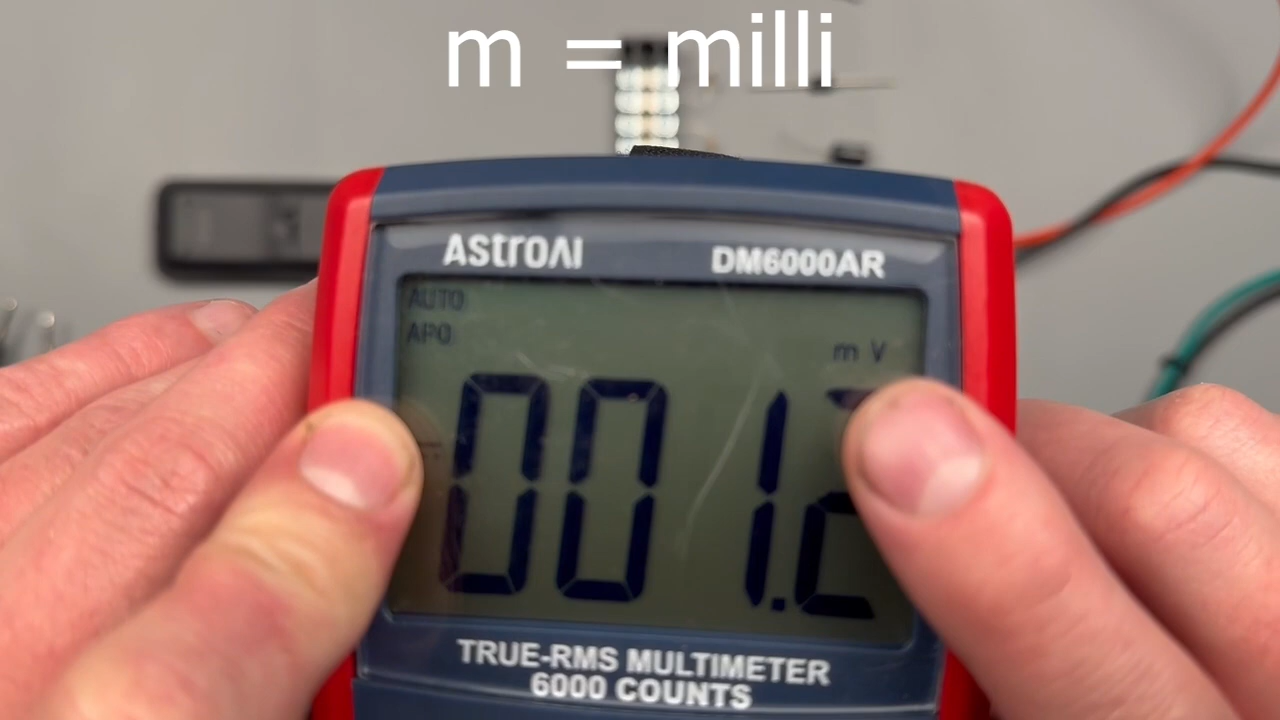 m = milli
AstroAI DM6000AR
AUTO
APO
m V
001.2
TRUE-RMS MULTIMETER
6000 COUNTS